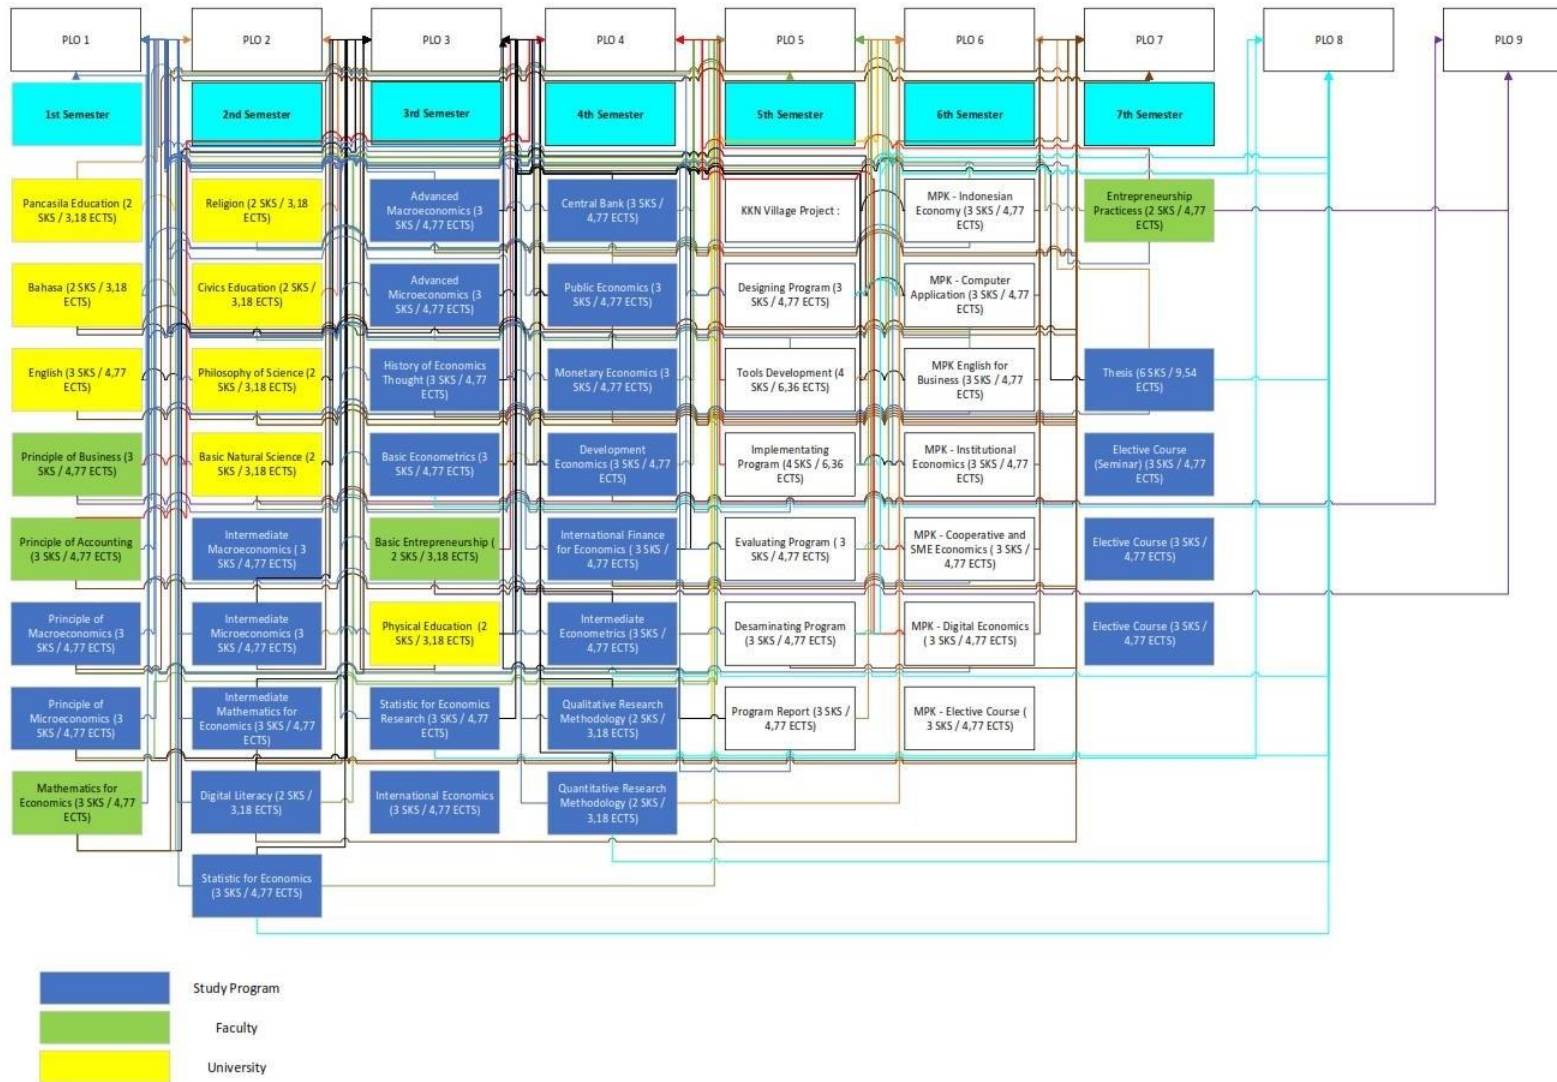 PLO 1
PLO 2
PLO 3
PLO 4
PLO 5
PLO 6
PLO 7
PLO 8
PLO 9
1st Semester
2nd Semester
3rd Semester
4th Semester
5th Semester
6th Semester
7th Semester
Pancasila Education (2
SKS / 3,18 ECTS)
Religion (2 SKS / 3,18
ECTS)
Advanced
Macroeconomics (3
SKS / 4,77 ECTS)
Central Bank (3 SKS /
4,77 ECTS)
KKN Village Project :
MPK - Indonesian
Economy (3 SKS / 4,77
ECTS)
Entrepreneurship
Practicess (2 SKS / 4,77
ECTS)
Bahasa (2 SKS / 3,18
ECTS)
Civics Education (2 SKS
/ 3,18 ECTS)
Advanced
Microeconomics (3
SKS / 4,77 ECTS)
Public Economics (3
SKS / 4,77 ECTS)
Designing Program (3
SKS / 4,77 ECTS)
MPK - Computer
Application (3 SKS / 4,77
ECTS)
English (3 SKS / 4,77
ECTS)
Philosophy of Science (2
SKS / 3,18 ECTS)
History of Economics
Thought (3 SKS / 4,77
ECTS)
Monetary Economics (3
SKS / 4,77 ECTS)
Tools Development (4
SKS / 6,36 ECTS)
MPK English for
Business (3 SKS / 4,77
ECTS)
Thesis (6 SKS / 9,54
ECTS)
Principle of Business (3
SKS / 4,77 ECTS)
Basic Natural Science (2
SKS / 3,18 ECTS)
Basic Econometrics (3
SKS / 4,77 ECTS)
Development
Economics (3 SKS / 4,77
ECTS)
Implementating
Program (4 SKS / 6,36
ECTS)
MPK - Institutional
Economics (3 SKS / 4,77
ECTS)
Elective Course
(Seminar) (3 SKS / 4,77
ECTS)
Principle of Accounting
(3 SKS / 4,77 ECTS)
Intermediate
Macroeconomics ( 3
SKS / 4,77 ECTS)
Basic Entrepreneurship (
2 SKS / 3,18 ECTS)
International Finance
for Economics ( 3 SKS
/ 4,77 ECTS)
Evaluating Program ( 3
SKS / 4,77 ECTS)
MPK - Cooperative and
SME Economics ( 3 SKS /
4,77 ECTS)
Elective Course (3 SKS
/ 4,77 ECTS)
Principle of
Macroeconomics (3
SKS / 4,77 ECTS)
Intermediate
Microeconomics (3
SKS / 4,77 ECTS)
Physical Education  (2
SKS / 3,18 ECTS)
Intermediate
Econometrics (3 SKS
/ 4,77 ECTS)
Desaminating Program
(3 SKS / 4,77 ECTS)
MPK - Digital Economics
( 3 SKS / 4,77 ECTS)
Elective Course (3 SKS
/ 4,77 ECTS)
Principle of
Microeconomics (3
SKS / 4,77 ECTS)
Intermediate
Mathematics for
Economics (3 SKS /
4,77 ECTS)
Statistic for Economics
Research (3 SKS / 4,77
ECTS)
Qualitative Research
Methodology (2 SKS /
3,18 ECTS)
Program Report (3 SKS /
4,77 ECTS)
MPK - Elective Course (
3 SKS / 4,77 ECTS)
Mathematics for
Economics (3 SKS / 4,77
ECTS)
Digital Literacy (2 SKS /
3,18 ECTS)
International Economics
(3 SKS / 4,77 ECTS)
Quantitative Research
Methodology (2 SKS /
3,18 ECTS)
Statistic for Economics
(3 SKS / 4,77 ECTS)
Study Program
Faculty
University